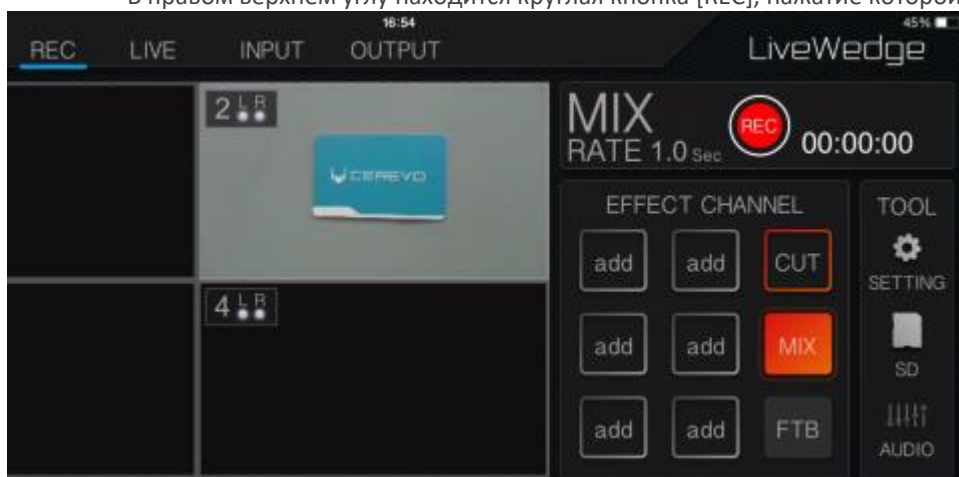 В правом верхнем углу находится круглая кнопка [REC], нажатие которой
16:54
45%
REC LIVE INPUT OUTPUT
LiveWedge
2 L R
CEREVO
4 L R
MIX
RATE 1.0 Sec
REC
00:00:00
EFFECT CHANNEL
add add CUT
add add MIX
add add FTB
TOOL
SETTING
SD
AUDIO